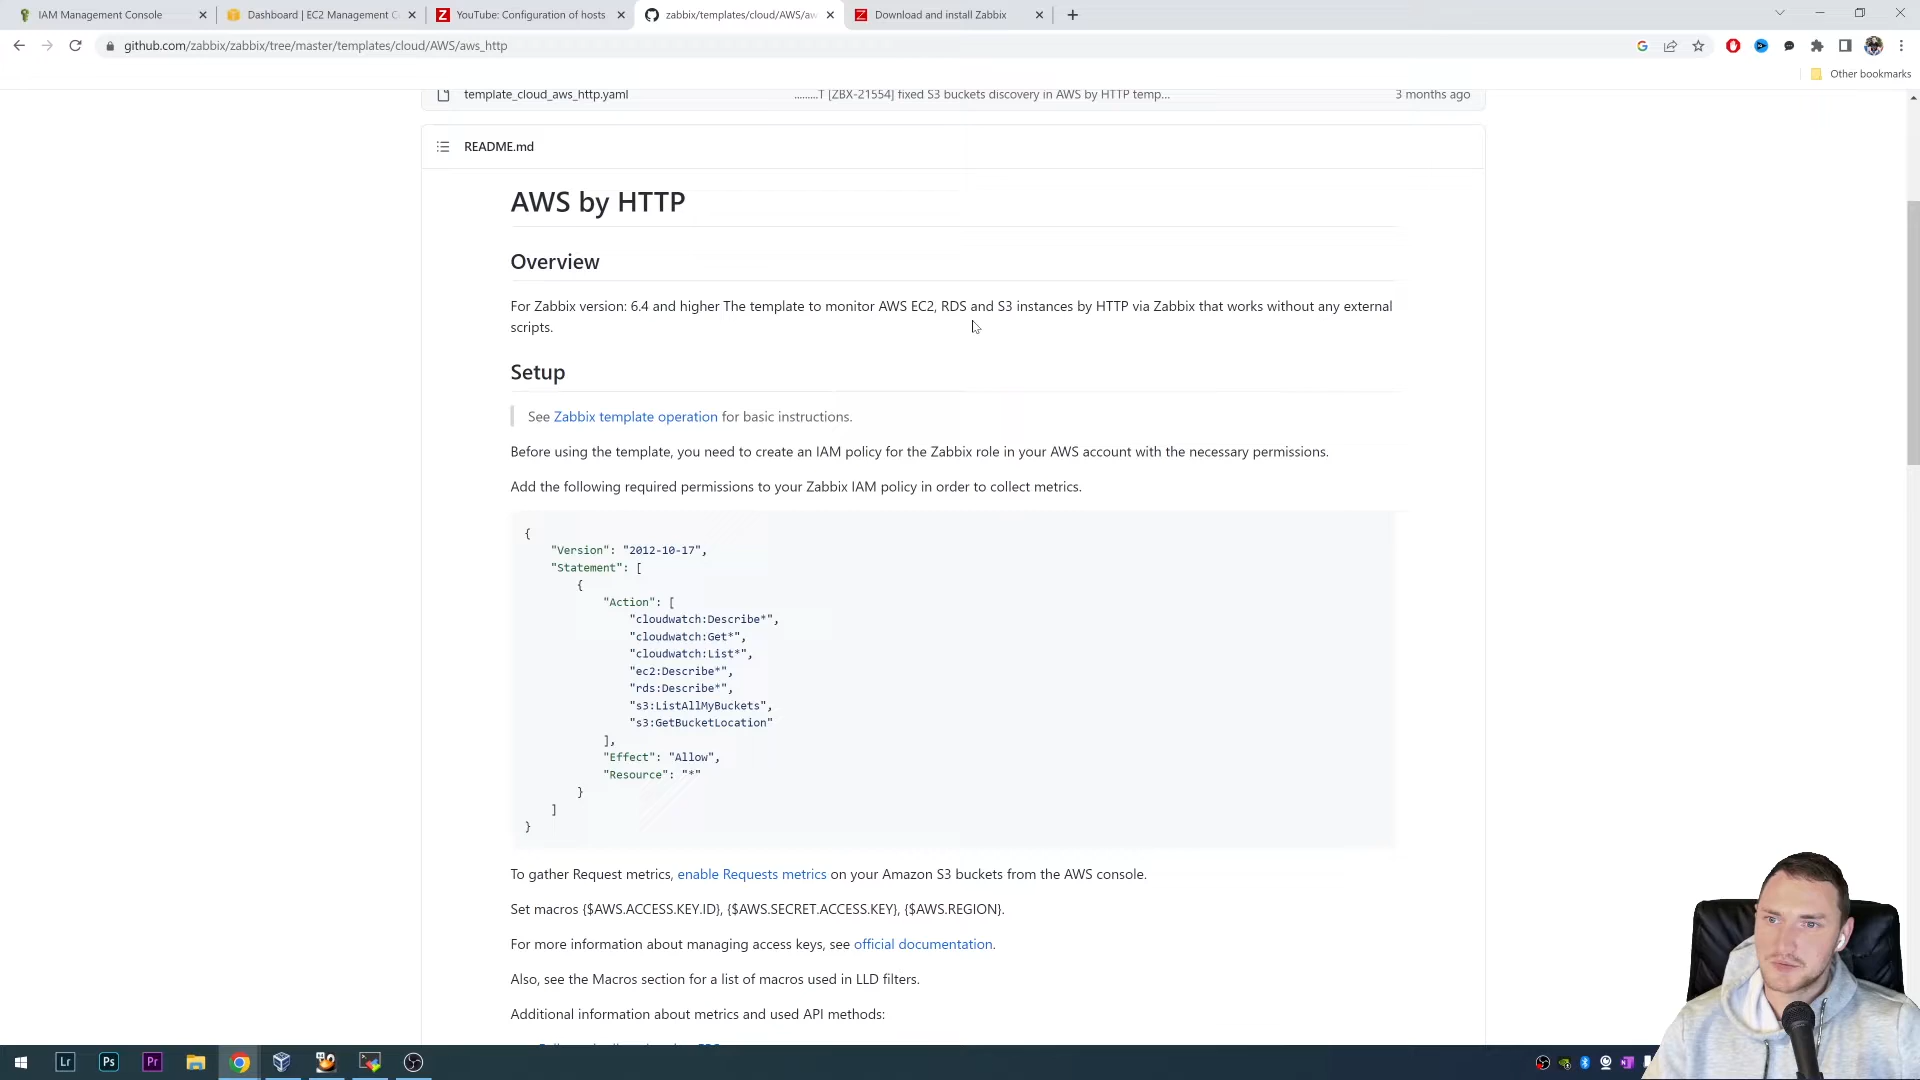 IAM Management Console
Dashboard | EC2 Management C
YouTube: Configuration of hosts
zabbix/templates/cloud/AWS/aw
Download and install Zabbix
github.com/zabbix/zabbix/tree/master/templates/cloud/AWS/aws_http
Other bookmarks
template_cloud_aws_http.yaml
.........T [ZBX-21554] fixed S3 buckets discovery in AWS by HTTP temp...
3 months ago
README.md
AWS by HTTP
Overview
For Zabbix version: 6.4 and higher The template to monitor AWS EC2, RDS and S3 instances by HTTP via Zabbix that works without any external
scripts.
Setup
See Zabbix template operation for basic instructions.
Before using the template, you need to create an IAM policy for the Zabbix role in your AWS account with the necessary permissions.
Add the following required permissions to your Zabbix IAM policy in order to collect metrics.
{
"Version": "2012-10-17",
"Statement": [
{
"Action": [
"cloudwatch:Describe*",
"cloudwatch:Get*",
"cloudwatch:List*",
"ec2:Describe*",
"rds:Describe*",
"s3:ListAllMyBuckets",
"s3:GetBucketLocation"
],
"Effect": "Allow",
"Resource": "*"
}
]
}
To gather Request metrics, enable Requests metrics on your Amazon S3 buckets from the AWS console.
Set macros {$AWS.ACCESS.KEY.ID}, {$AWS.SECRET.ACCESS.KEY}, {$AWS.REGION}.
For more information about managing access keys, see official documentation.
Also, see the Macros section for a list of macros used in LLD filters.
Additional information about metrics and used API methods:
Lr
Ps
Pr